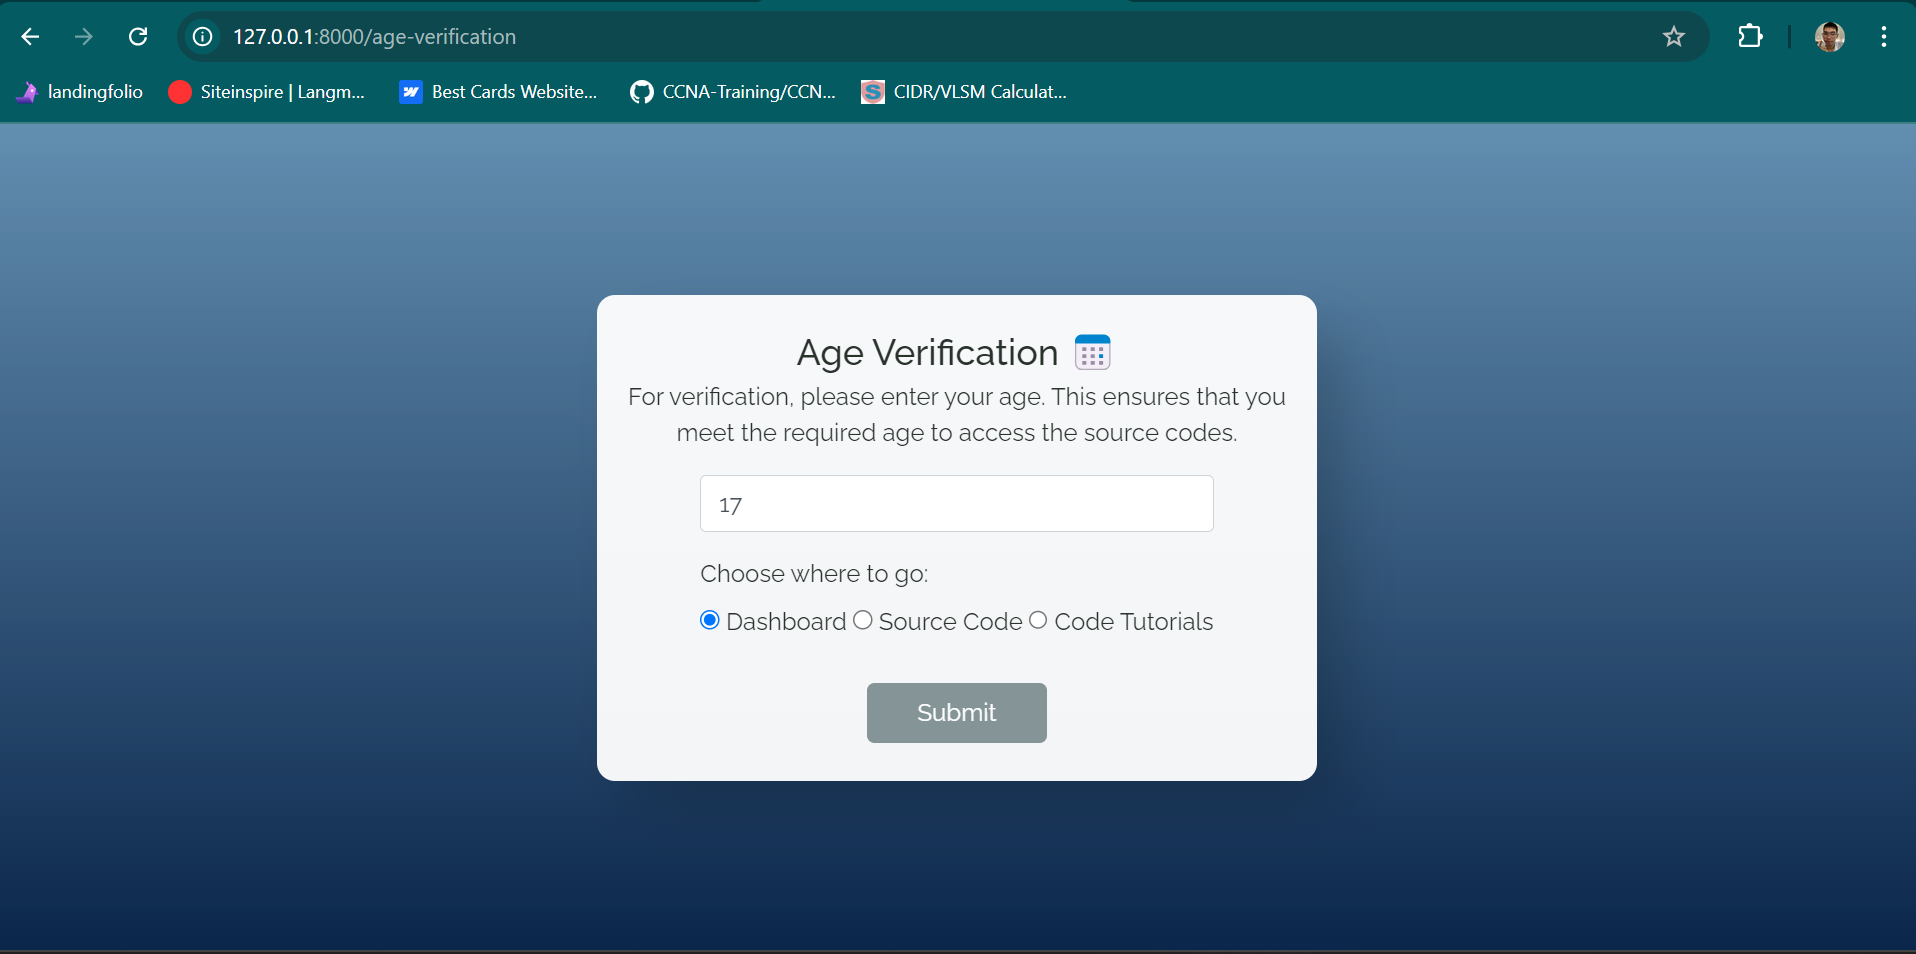 127.0.0.1:8000/age-verification
landingfolio Siteinspire | Langm... Best Cards Website... CCNA-Training/CCN... CIDR/VLSM Calculat...
Age Verification
For verification, please enter your age. This ensures that you
meet the required age to access the source codes.
17
Choose where to go:
Dashboard Source Code Code Tutorials
Submit